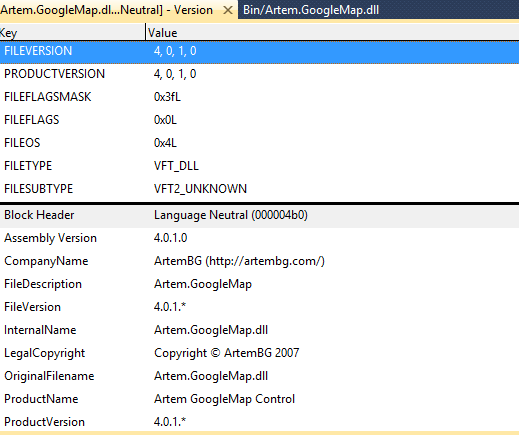 Artem.GoogleMap.dl...Neutral] - Version × Bin/Artem.GoogleMap.dll
Key Value
FILEVERSION 4, 0, 1, 0
PRODUCTVERSION 4, 0, 1, 0
FILEFLAGSMASK 0x3fL
FILEFLAGS 0x0L
FILEOS 0x4L
FILETYPE VFT_DLL
FILESUBTYPE VFT2_UNKNOWN
Block Header Language Neutral (000004b0)
Assembly Version 4.0.1.0
CompanyName ArtemBG (http://artembg.com/)
FileDescription Artem.GoogleMap
FileVersion 4.0.1.*
InternalName Artem.GoogleMap.dll
LegalCopyright Copyright © ArtemBG 2007
OriginalFilename Artem.GoogleMap.dll
ProductName Artem GoogleMap Control
ProductVersion 4.0.1.*